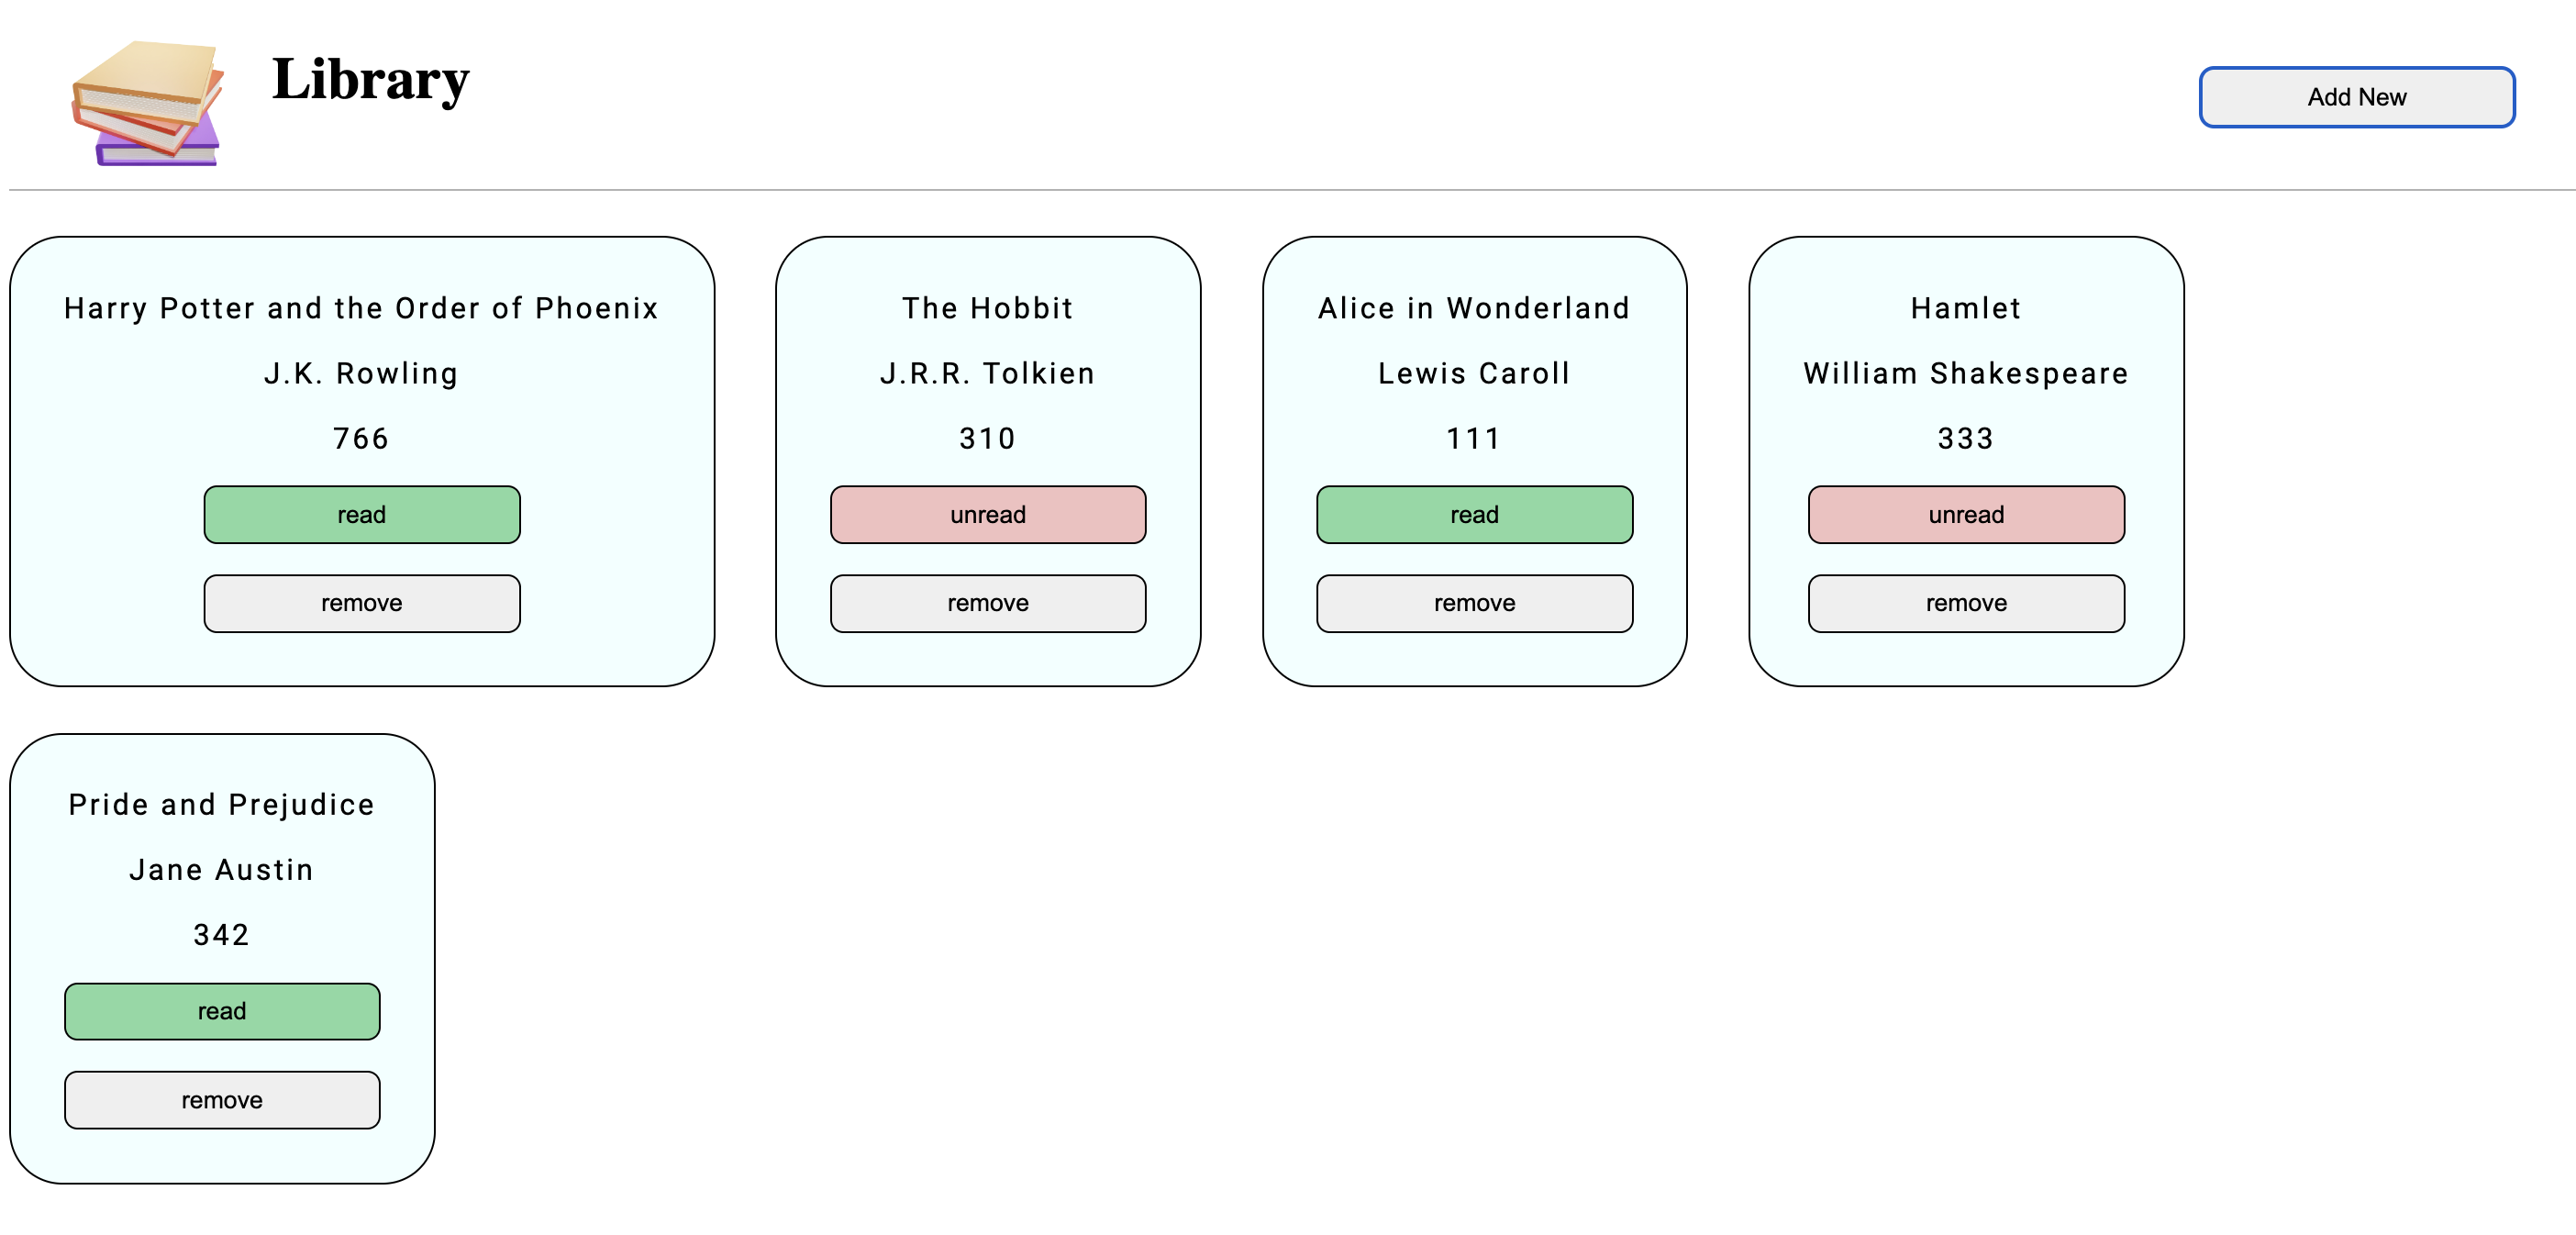 Library
Add New
Harry Potter and the Order of Phoenix
J.K. Rowling
766
read
remove
The Hobbit
J.R.R. Tolkien
310
unread
remove
Alice in Wonderland
Lewis Caroll
111
read
remove
Hamlet
William Shakespeare
333
unread
remove
Pride and Prejudice
Jane Austin
342
read
remove